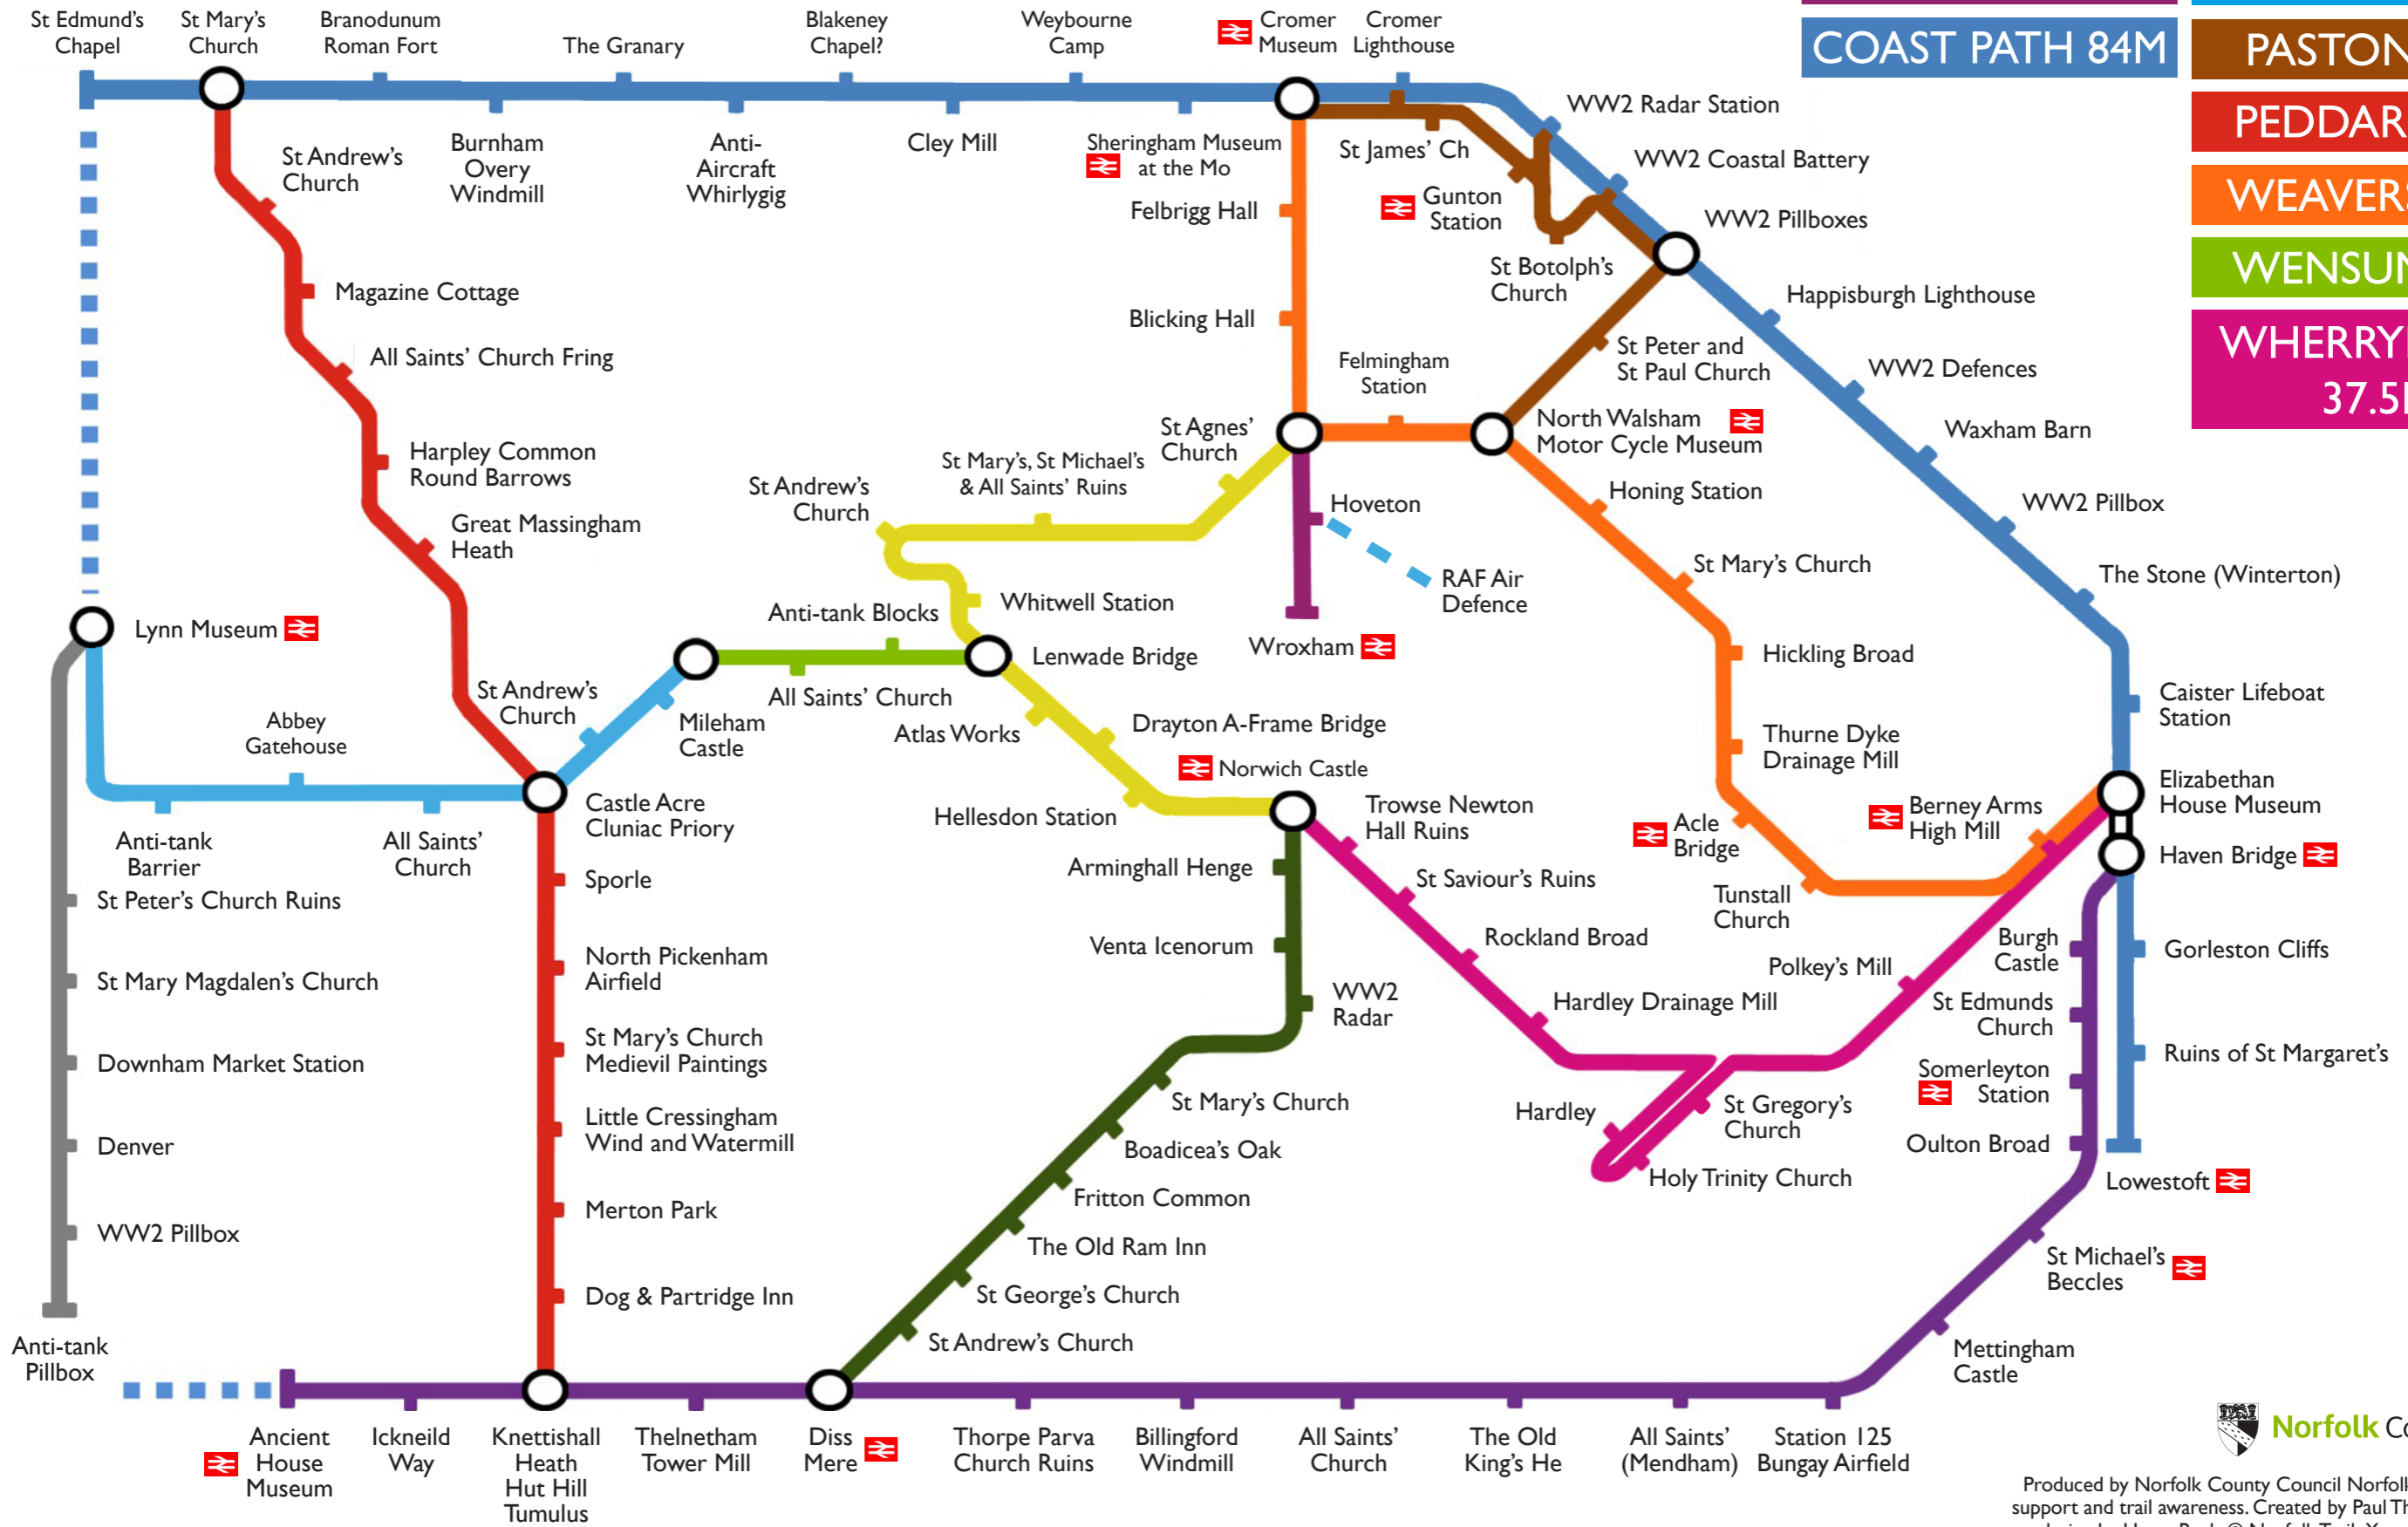 St Edmund's
Chapel
St Mary's
Church
Branodunum
Roman Fort
The Granary
Blakeney
Chapel?
Weybourne
Camp
Cromer
Museum
Cromer
Lighthouse
COAST PATH 84M
PASTON
PEDDAR
WEAVERS
WENSUN
WHERRY
37.5
WW2 Radar Station
WW2 Coastal Battery
WW2 Pillboxes
St Andrew's
Church
Burnham
Overy
Windmill
Anti-
Aircraft
Whirlygig
Cley Mill
Sheringham Museum
at the Mo
St James' Ch
Gunton
Station
Felbrigg Hall
St Botolph's
Church
Magazine Cottage
Blicking Hall
Happisburgh Lighthouse
All Saints' Church Fring
Felmingham
Station
St Peter and
St Paul Church
WW2 Defences
Harpley Common
Round Barrows
St Agnes'
Church
North Walsham
Motor Cycle Museum
Waxham Barn
St Mary's, St Michael's
& All Saints' Ruins
St Andrew's
Church
Honing Station
WW2 Pillbox
Hoveton
Great Massingham
Heath
RAF Air
Defence
St Mary's Church
The Stone (Winterton)
Whitwell Station
Anti-tank Blocks
Lynn Museum
Lenwade Bridge
Wroxham
Hickling Broad
St Andrew's
Church
Mileham
Castle
All Saints' Church
Atlas Works
Drayton A-Frame Bridge
Caister Lifeboat
Station
Abbey
Gatehouse
Thurne Dyke
Drainage Mill
Norwich Castle
Castle Acre
Cluniac Priory
Hellesdon Station
Trowse Newton
Hall Ruins
Acle
Bridge
Berney Arms
High Mill
Elizabethan
House Museum
Anti-tank
Barrier
All Saints'
Church
Haven Bridge
Sporle
Arminghall Henge
St Saviour's Ruins
Tunstall
Church
St Peter's Church Ruins
Venta Icenorum
Rockland Broad
Burgh
Castle
Gorleston Cliffs
North Pickenham
Airfield
Polkey's Mill
St Mary Magdalen's Church
WW2
Radar
Hardley Drainage Mill
St Edmunds
Church
St Mary's Church
Medievil Paintings
Downham Market Station
Somerleyton
Station
Ruins of St Margaret's
St Mary's Church
Hardley
St Gregory's
Church
Little Cressingham
Wind and Watermill
Denver
Boadicea's Oak
Oulton Broad
Holy Trinity Church
Lowestoft
Fritton Common
Merton Park
WW2 Pillbox
The Old Ram Inn
St Michael's
Beccles
Dog & Partridge Inn
St George's Church
St Andrew's Church
Anti-tank
Pillbox
Mettingham
Castle
Ancient
House
Museum
Ickneild
Way
Knettishall
Heath
Hut Hill
Tumulus
Thelnetham
Tower Mill
Diss
Mere
Thorpe Parva
Church Ruins
Billingford
Windmill
All Saints'
Church
The Old
King's He
All Saints'
(Mendham)
Station 125
Bungay Airfield
Norfolk Co
Produced by Norfolk County Council Norfolk
support and trail awareness. Created by Paul Th